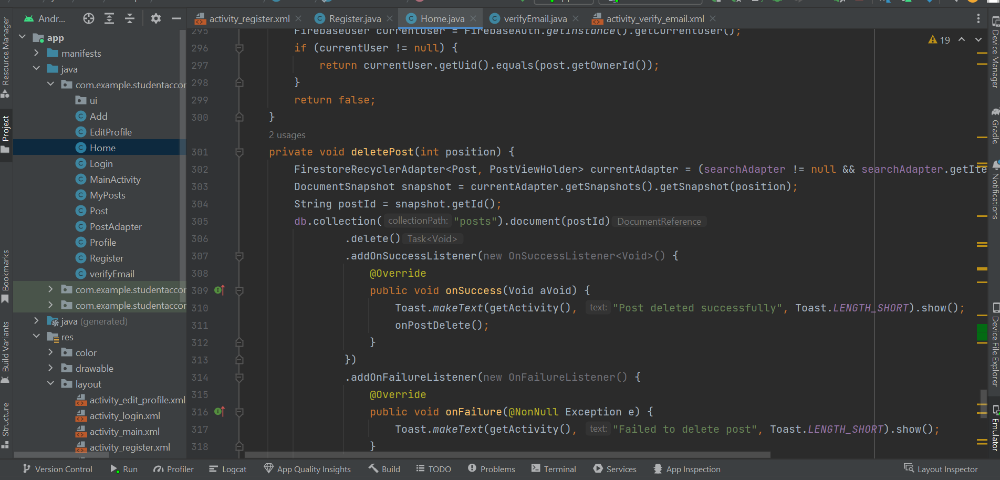 Andr...
activity_register.xml
Register.java
Home.java
verifyEmail.java
activity_verify_email.xml
Resource Manager
Project
Bookmarks
Build Variants
Structure
app
manifests
java
com.example.studentaccor
ui
Add
EditProfile
Home
Login
MainActivity
MyPosts
Post
PostAdapter
Profile
Register
verifyEmail
com.example.studentaccor
com.example.studentaccor
java (generated)
res
color
drawable
layout
activity_edit_profile.xml
activity_login.xml
activity_main.xml
activity_register.xml
19
295 FirebaseUser currentUser = FirebaseAuth.getInstance().getCurrentUser();
296 if (currentUser != null) {
297 return currentUser.getUid().equals(post.getOwnerId());
298 }
299 return false;
300 }
2 usages
301 private void deletePost(int position) {
302 FirestoreRecyclerAdapter<Post, PostViewHolder> currentAdapter = (searchAdapter != null && searchAdapter.getIte
303 DocumentSnapshot snapshot = currentAdapter.getSnapshots().getSnapshot(position);
304 String postId = snapshot.getId();
305 db.collection( collectionPath: "posts").document(postId) DocumentReference
306 .delete() Task<Void>
307 .addOnSuccessListener(new OnSuccessListener<Void>() {
308 @Override
309 public void onSuccess(Void aVoid) {
310 Toast.makeText(getActivity(), text: "Post deleted successfully", Toast.LENGTH_SHORT).show();
311 onPostDelete();
312 }
313 })
314 .addOnFailureListener(new OnFailureListener() {
315 @Override
316 public void onFailure(@NonNull Exception e) {
317 Toast.makeText(getActivity(), text: "Failed to delete post", Toast.LENGTH_SHORT).show();
318 }
Device Manager
Gradle
Notifications
Device File Explorer
Emulator
Version Control
Run
Profiler
Logcat
App Quality Insights
Build
TODO
Problems
Terminal
Services
App Inspection
Layout Inspector